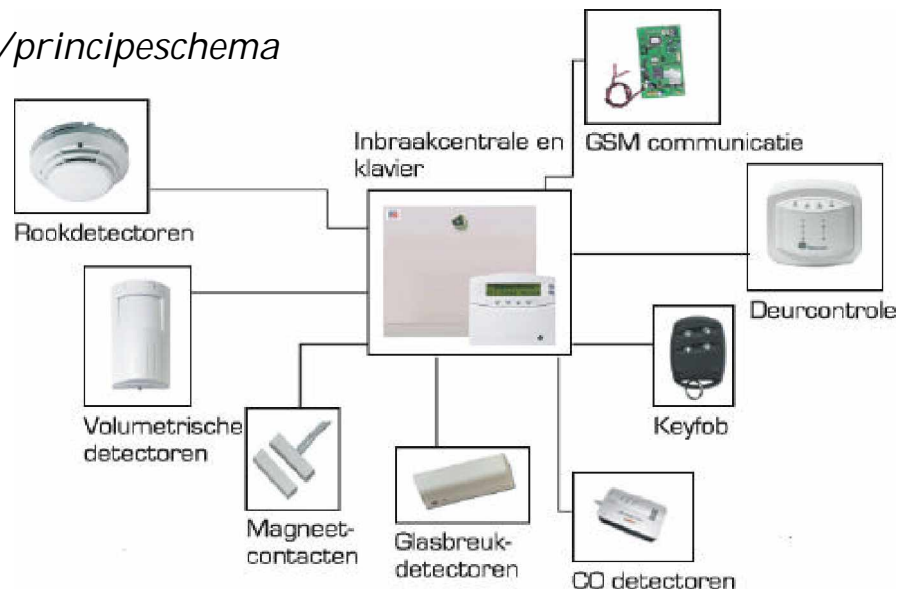 /principeschema
Inbraakcentrale en
klavier
GSM communicatie
Rookdetectoren
Deurcontrole
Volumetrische
detectoren
Keyfob
Magneet-
contacten
Glasbreuk-
detectoren
CO detectoren